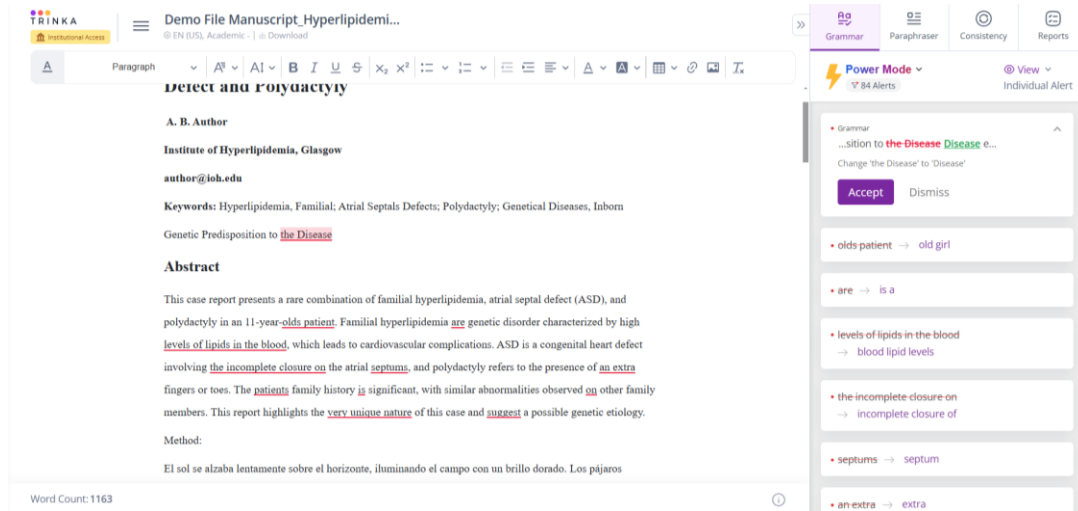 TRINKA
Institutional Access
Demo File Manuscript_Hyperlipidemi...
EN (US), Academic - | Download
Paragraph
Defect and Polydactyly
A. B. Author
Institute of Hyperlipidemia, Glasgow
author@ioh.edu
Keywords: Hyperlipidemia, Familial; Atrial Septals Defects; Polydactyly; Genetical Diseases, Inborn
Genetic Predisposition to the Disease
Abstract
This case report presents a rare combination of familial hyperlipidemia, atrial septal defect (ASD), and
polydactyly in an 11-year-olds patient. Familial hyperlipidemia are genetic disorder characterized by high
levels of lipids in the blood, which leads to cardiovascular complications. ASD is a congenital heart defect
involving the incomplete closure on the atrial septums, and polydactyly refers to the presence of an extra
fingers or toes. The patients family history is significant, with similar abnormalities observed on other family
members. This report highlights the very unique nature of this case and suggest a possible genetic etiology.
Method:
El sol se alzaba lentamente sobre el horizonte, iluminando el campo con un brillo dorado. Los pájaros
Word Count: 1163
Grammar
Paraphraser
Consistency
Reports
Power Mode
84 Alerts
View
Individual Alert
Grammar
...sition to the Disease Disease e...
Change 'the Disease' to 'Disease'
Accept Dismiss
olds patient → old girl
are → is a
levels of lipids in the blood
→ blood lipid levels
the incomplete closure on
→ incomplete closure of
septums → septum
an extra → extra